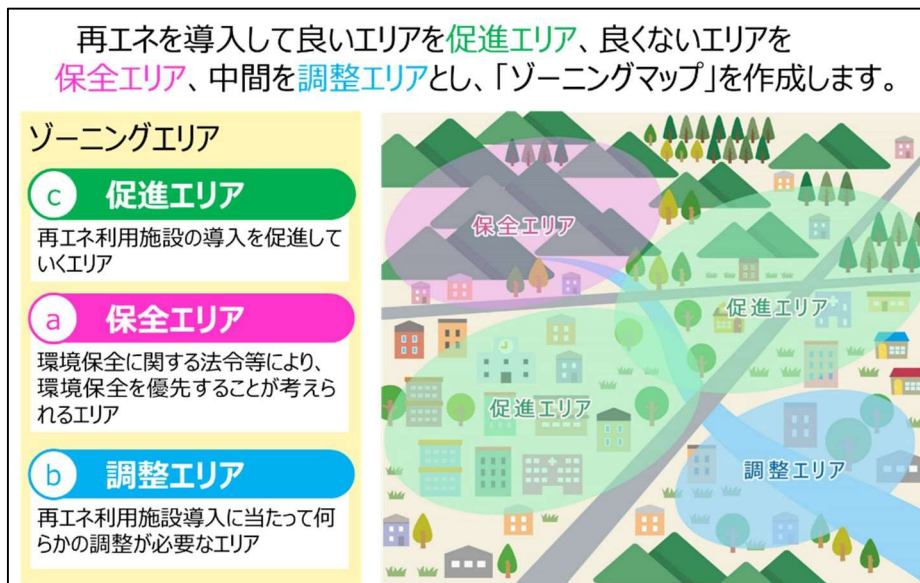 再エネを導入して良いエリアを促進エリア、良くないエリアを
保全エリア、中間を調整エリアとし、「ゾーニングマップ」を作成します。
ゾーニングエリア
c 促進エリア
再エネ利用施設の導入を促進して
いくエリア
a 保全エリア
環境保全に関する法令等により、
環境保全を優先することが考えら
れるエリア
b 調整エリア
再エネ利用施設導入に当たって何
らかの調整が必要なエリア
保全エリア
促進エリア
促進エリア
調整エリア